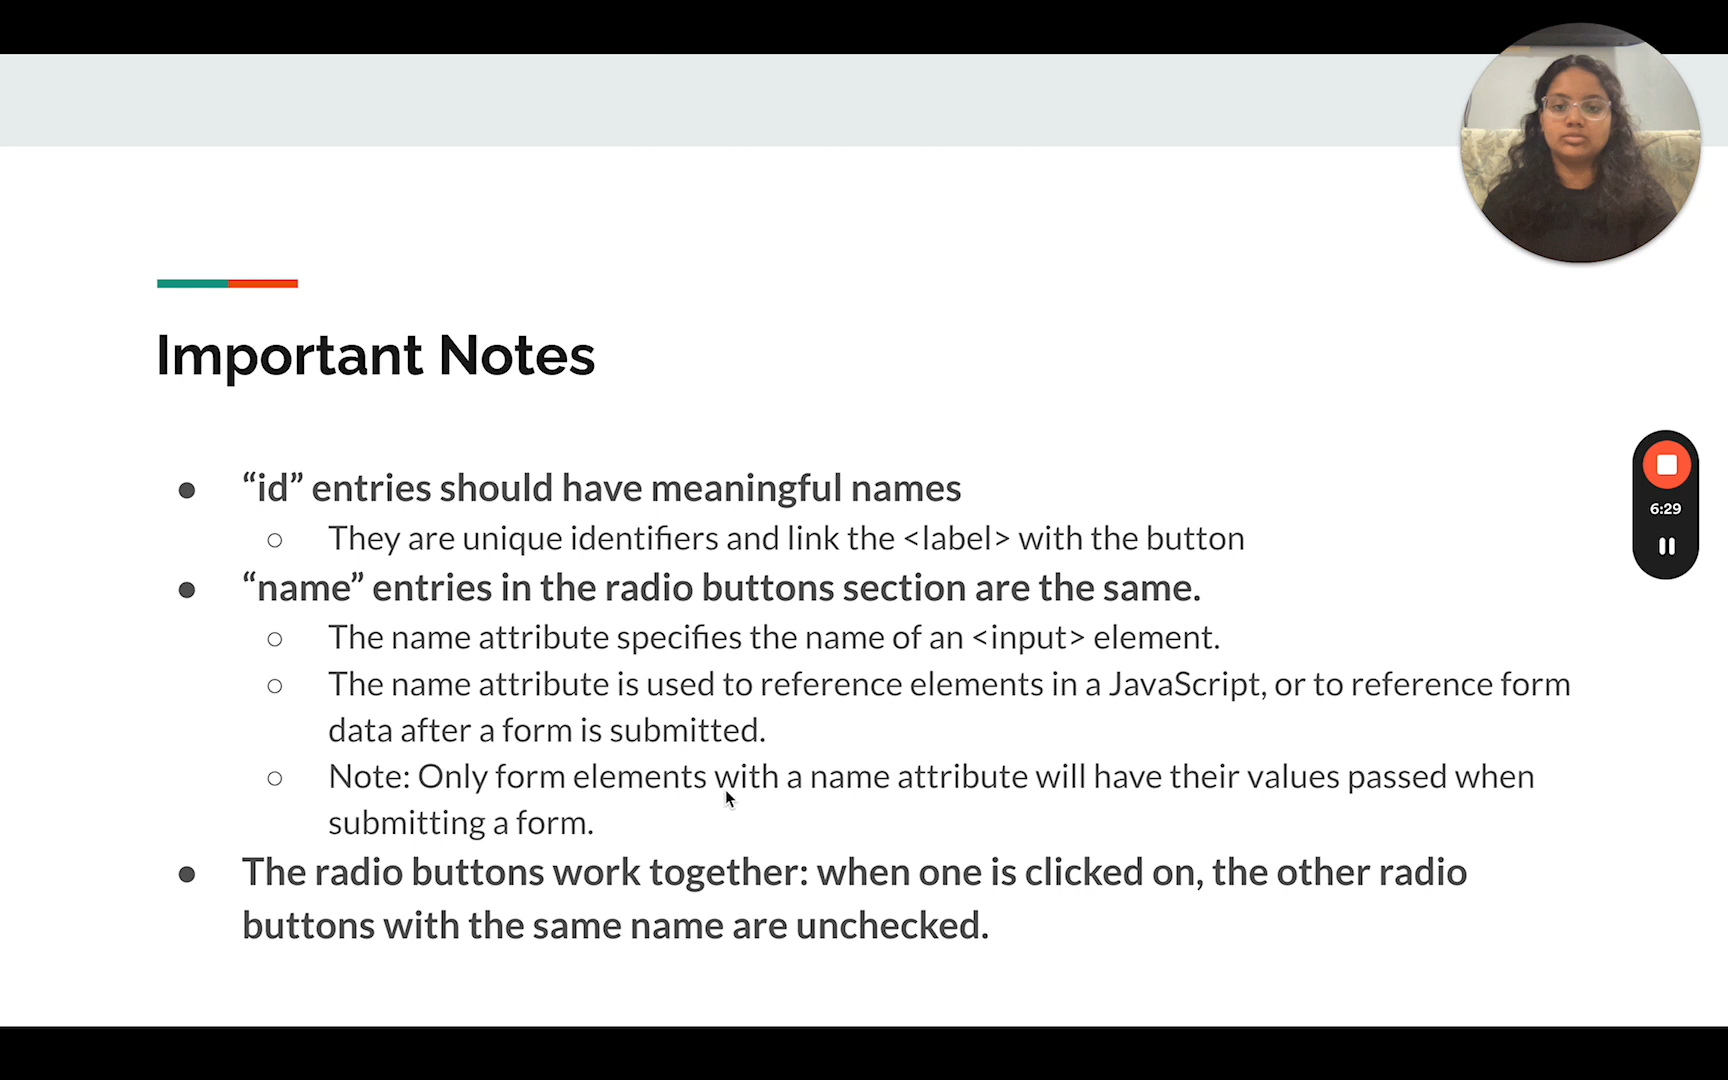 Important Notes
“id” entries should have meaningful names
They are unique identifiers and link the <label> with the button
“name” entries in the radio buttons section are the same.
The name attribute specifies the name of an <input> element.
The name attribute is used to reference elements in a JavaScript, or to reference form
data after a form is submitted.
Note: Only form elements with a name attribute will have their values passed when
submitting a form.
The radio buttons work together: when one is clicked on, the other radio
buttons with the same name are unchecked.
6:29